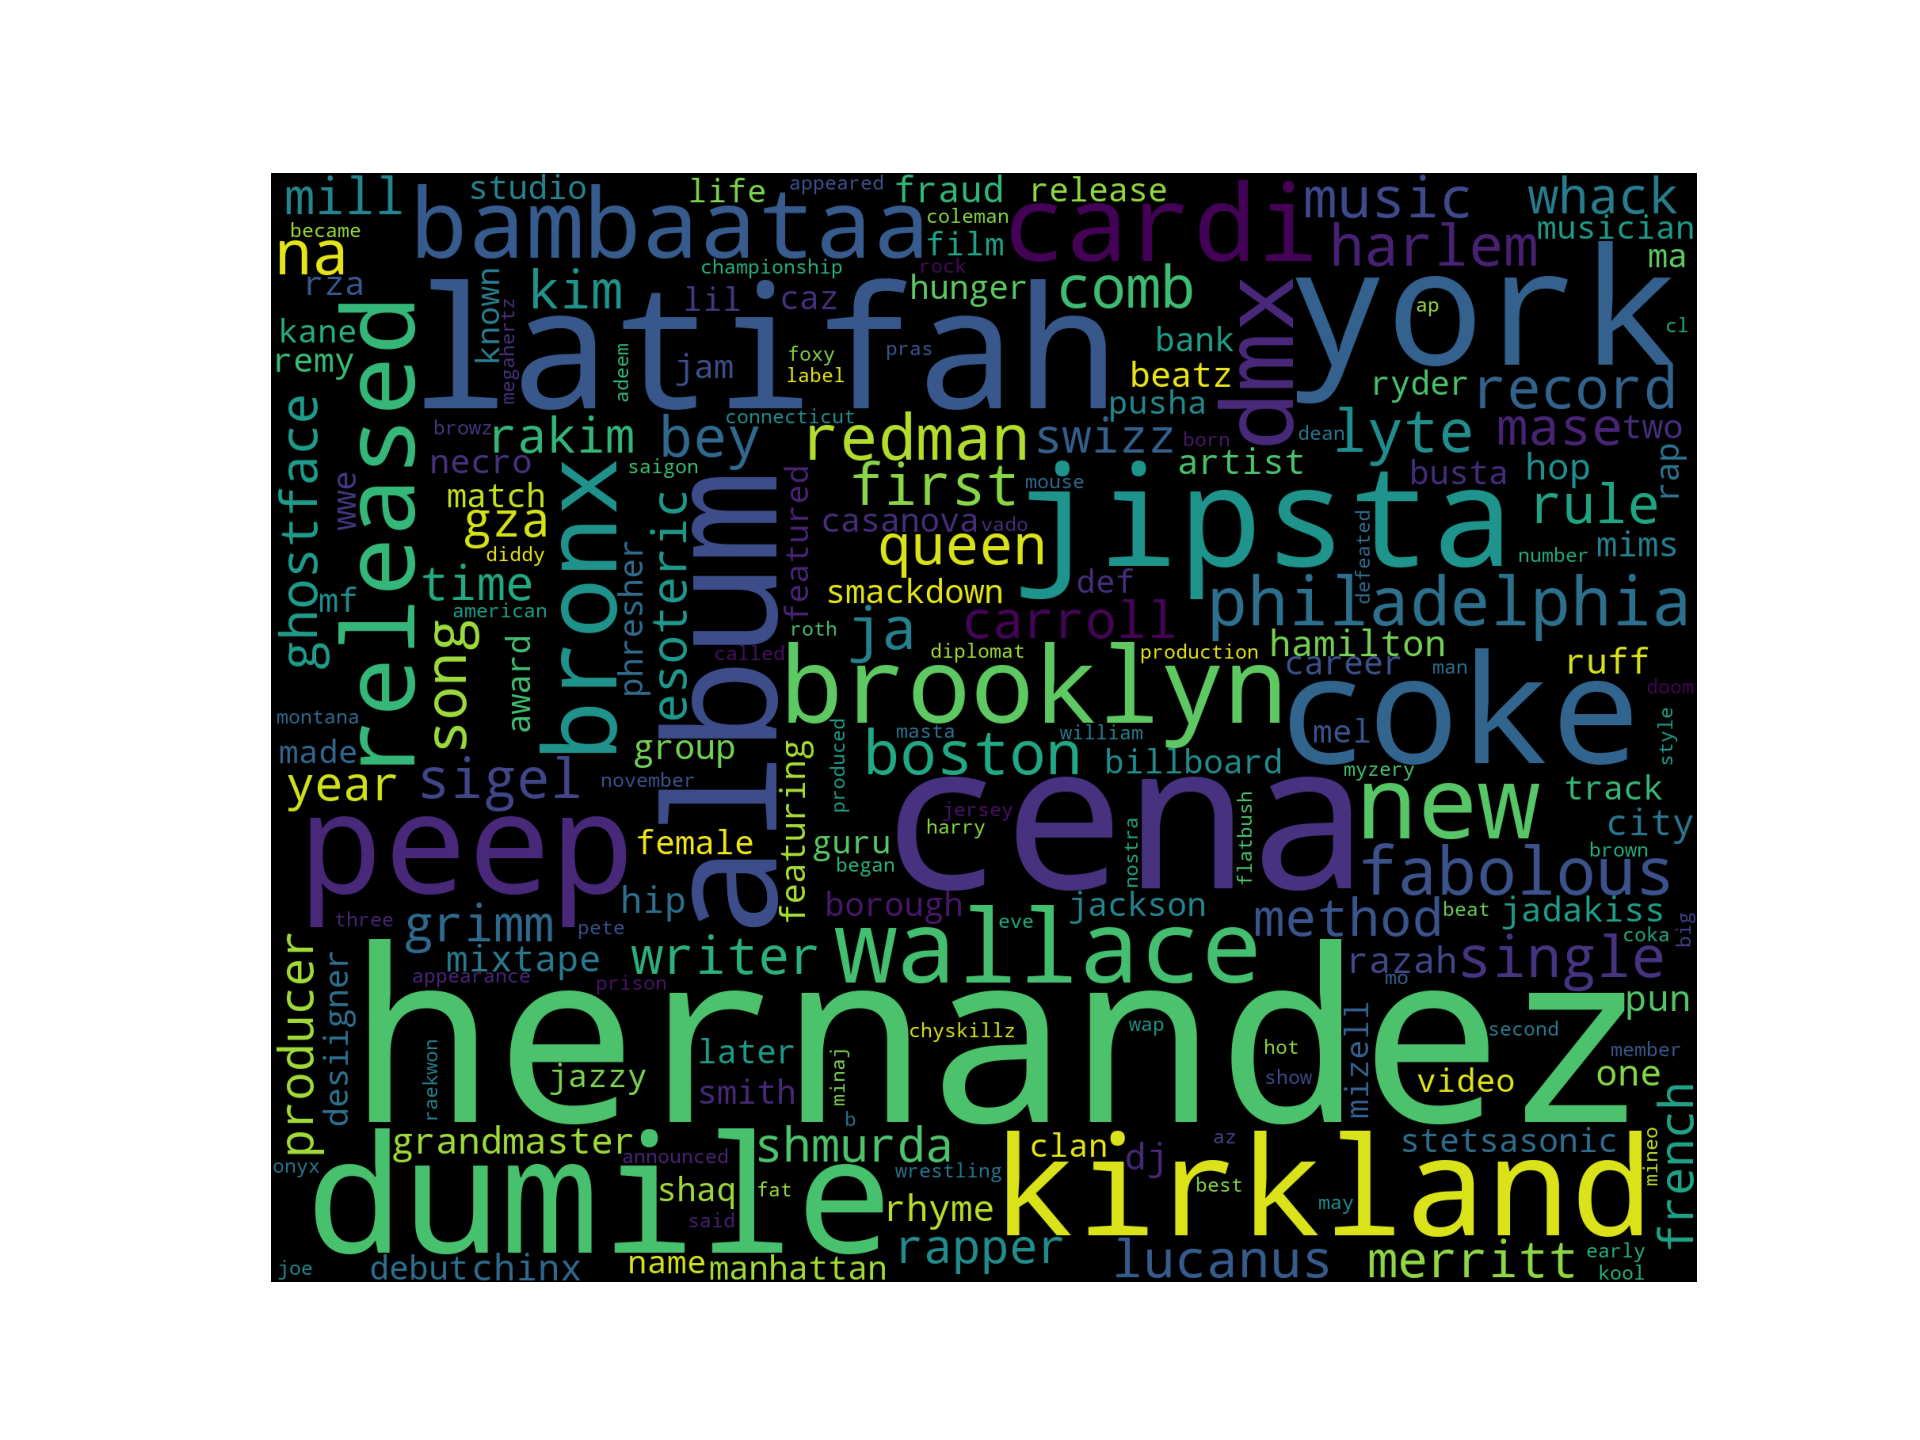 mill
studio
life
appeared
fraud
release
music
whack
became
bambaataa
coleman
cardi
musician
na
film
harlem
york
ma
rza
known
kim
championship
rock
lil
caz
hunger
comb
dmx
ap
kane
released
latifah
cl
remy
megahertz
adeem
jam
foxy
pras
label
bank
beatz
ryder
record
pusha
ghostface
browz
rakim
connecticut
bey
redman
swizz
born
dean
lyte
mase
two
necro
saigon
artist
busta
hop
rap
wwe
match
bronx
album
featured
first
mouse
jipsta
rule
gza
esoteric
casanova
vado
defeated
mims
diddy
phresher
queen
number
mf
time
smackdown
def
philadelphia
american
song
award
roth
ja
carroll
hamilton
called
diplomat
production
career
man
ruff
brooklyn
coke
doom
montana
made
group
produced
masta
william
mel
style
boston
billboard
myzery
year
sigel
november
featuring
cena
new
track
peep
female
guru
jersey
harry
nostra
flatbush
city
began
brown
fabolous
three
grimm
pete
hip
borough
eve
jackson
method
beat
jadakiss
coka
big
producer
mixtape
writer
wallace
razah
single
appearance
prison
mo
desiigner
hernandez
pun
raekwon
jazzy
later
minaj
chyskillz
wap
hot
mizell
second
member
smith
show
video
one
b
french
grandmaster
shmurda
clan
dj
az
stetsasonic
mineo
onyx
dumile
announced
wrestling
kirkland
shaq
fat
best
said
rhyme
may
joe
debut
chinx
name
manhattan
rapper
lucanus
merritt
early
kool